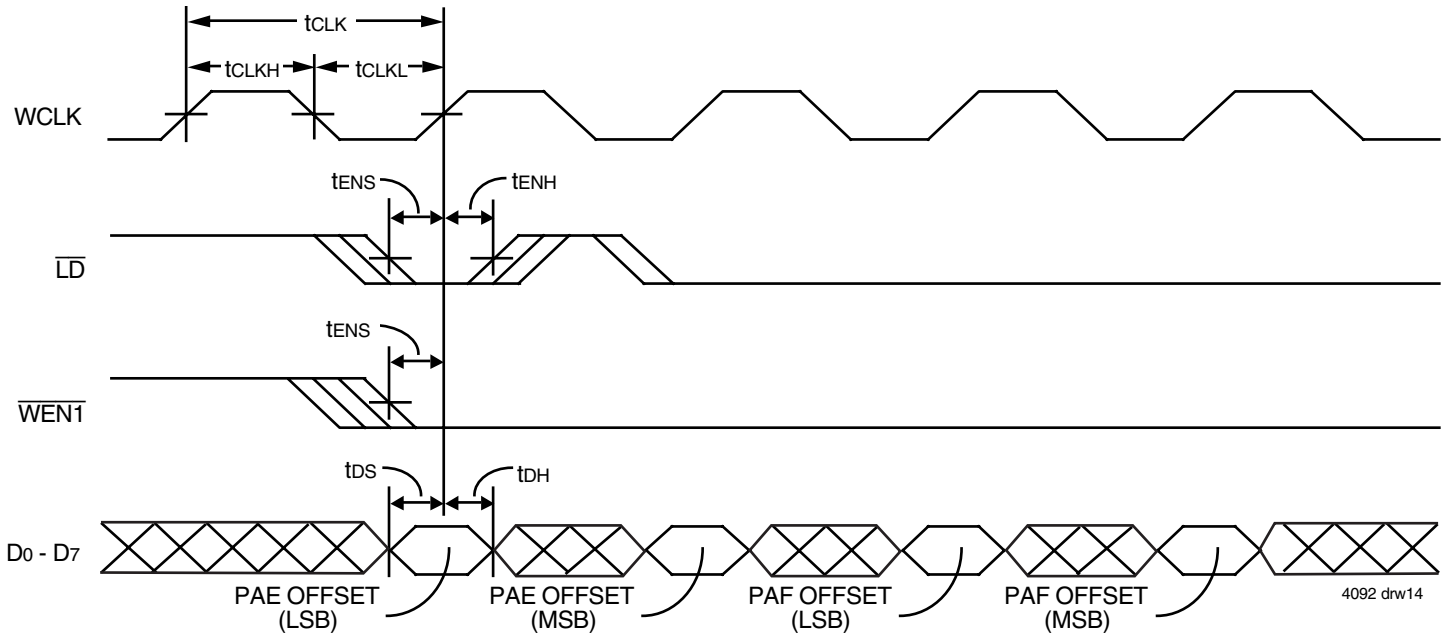 tCLK
tCLKH
tCLKL
WCLK
tENS
tENH
LD
tENS
WEN1
tDS
tDH
D0 - D7
PAE OFFSET
(LSB)
PAE OFFSET
(MSB)
PAF OFFSET
(LSB)
PAF OFFSET
(MSB)
4092 drw14